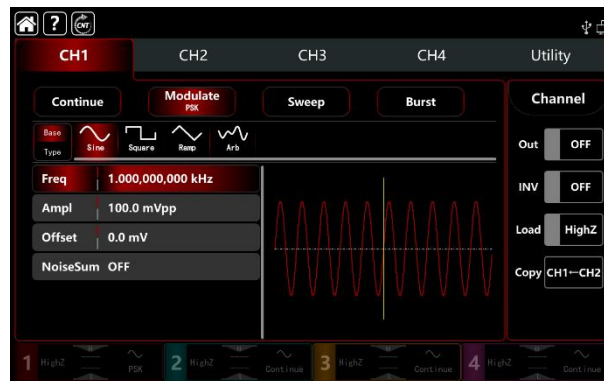 ? CNT
CH1 CH2 CH3 CH4 Utility
Continue Modulate Sweep Burst Channel
PSK
Base
Type Sine Square Ramp Arb
Out OFF
Freq 1.000,000,000 kHz
INV OFF
Ampl 100.0 mVpp
Offset 0.0 mV
Load HighZ
NoiseSum OFF
Copy CH1←CH2
1 HighZ PSK 2 HighZ Continue 3 HighZ Continue 4 HighZ Continue